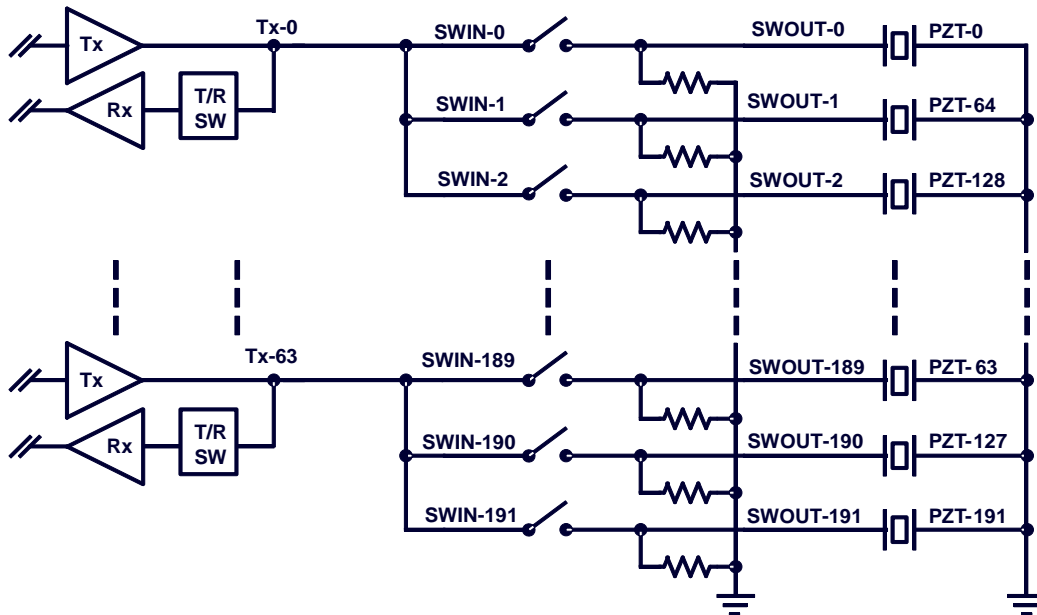 Tx
Tx-0
SWIN-0
SWOUT-0
PZT-0
Rx
T/R
SW
SWIN-1
SWOUT-1
PZT-64
SWIN-2
SWOUT-2
PZT-128
Tx
Tx-63
SWIN-189
SWOUT-189
PZT-63
Rx
T/R
SW
SWIN-190
SWOUT-190
PZT-127
SWIN-191
SWOUT-191
PZT-191